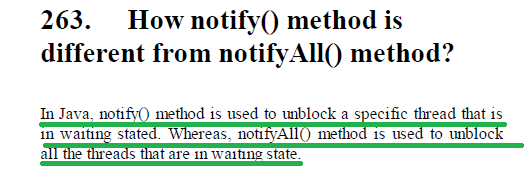 263. How notify() method is
different from notifyAll() method?
In Java, notify() method is used to unblock a specific thread that is
in waiting stated. Whereas, notifyAll() method is used to unblock
all the threads that are in waiting state.